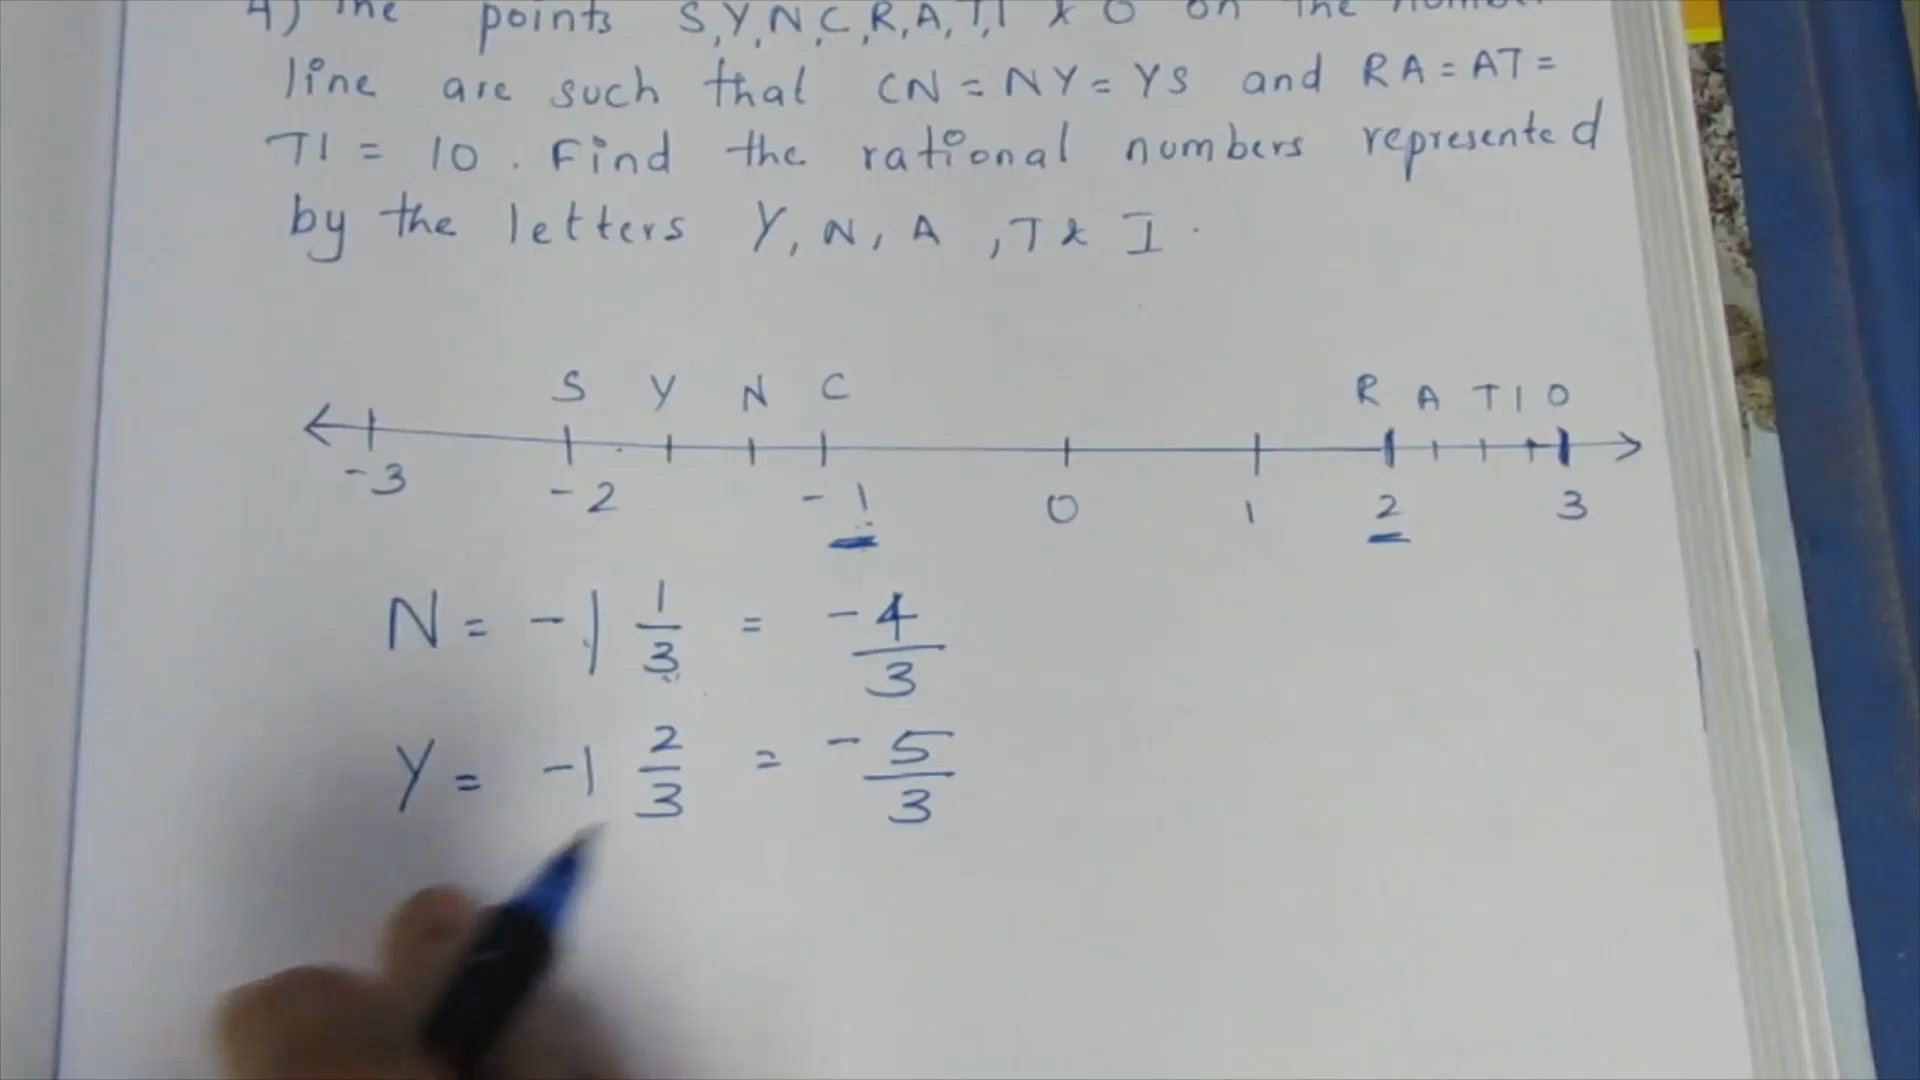 4) The points S, Y, N, C, R, A, T, I & O on the number
line are such that CN = NY = YS and RA = AT =
TI = IO. Find the rational numbers represented
by the letters Y, N, A, T & I.
S Y N C R A T I O
-3 -2 -1 0 1 2 3
N = -1 1/3 = -4/3
Y = -1 2/3 = -5/3